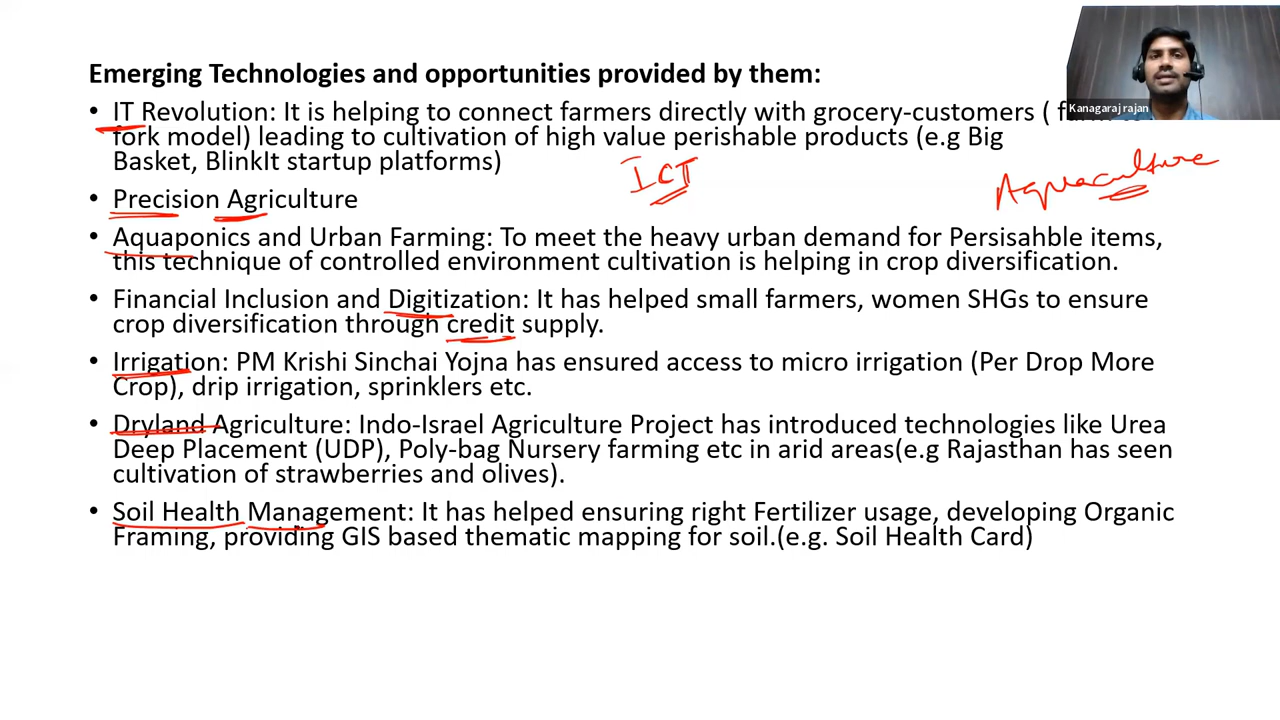 Emerging Technologies and opportunities provided by them:
• IT Revolution: It is helping to connect farmers directly with grocery-customers (
fork model) leading to cultivation of high value perishable products (e.g Big
Basket, BlinkIt startup platforms)
• Precision Agriculture
• Aquaponics and Urban Farming: To meet the heavy urban demand for Persisahble items,
this technique of controlled environment cultivation is helping in crop diversification.
• Financial Inclusion and Digitization: It has helped small farmers, women SHGs to ensure
crop diversification through credit supply.
• Irrigation: PM Krishi Sinchai Yojna has ensured access to micro irrigation (Per Drop More
Crop), drip irrigation, sprinklers etc.
• Dryland Agriculture: Indo-Israel Agriculture Project has introduced technologies like Urea
Deep Placement (UDP), Poly-bag Nursery farming etc in arid areas(e.g Rajasthan has seen
cultivation of strawberries and olives).
• Soil Health Management: It has helped ensuring right Fertilizer usage, developing Organic
Framing, providing GIS based thematic mapping for soil.(e.g. Soil Health Card)
ICT
Aquaculture
Kanagaraj rajan